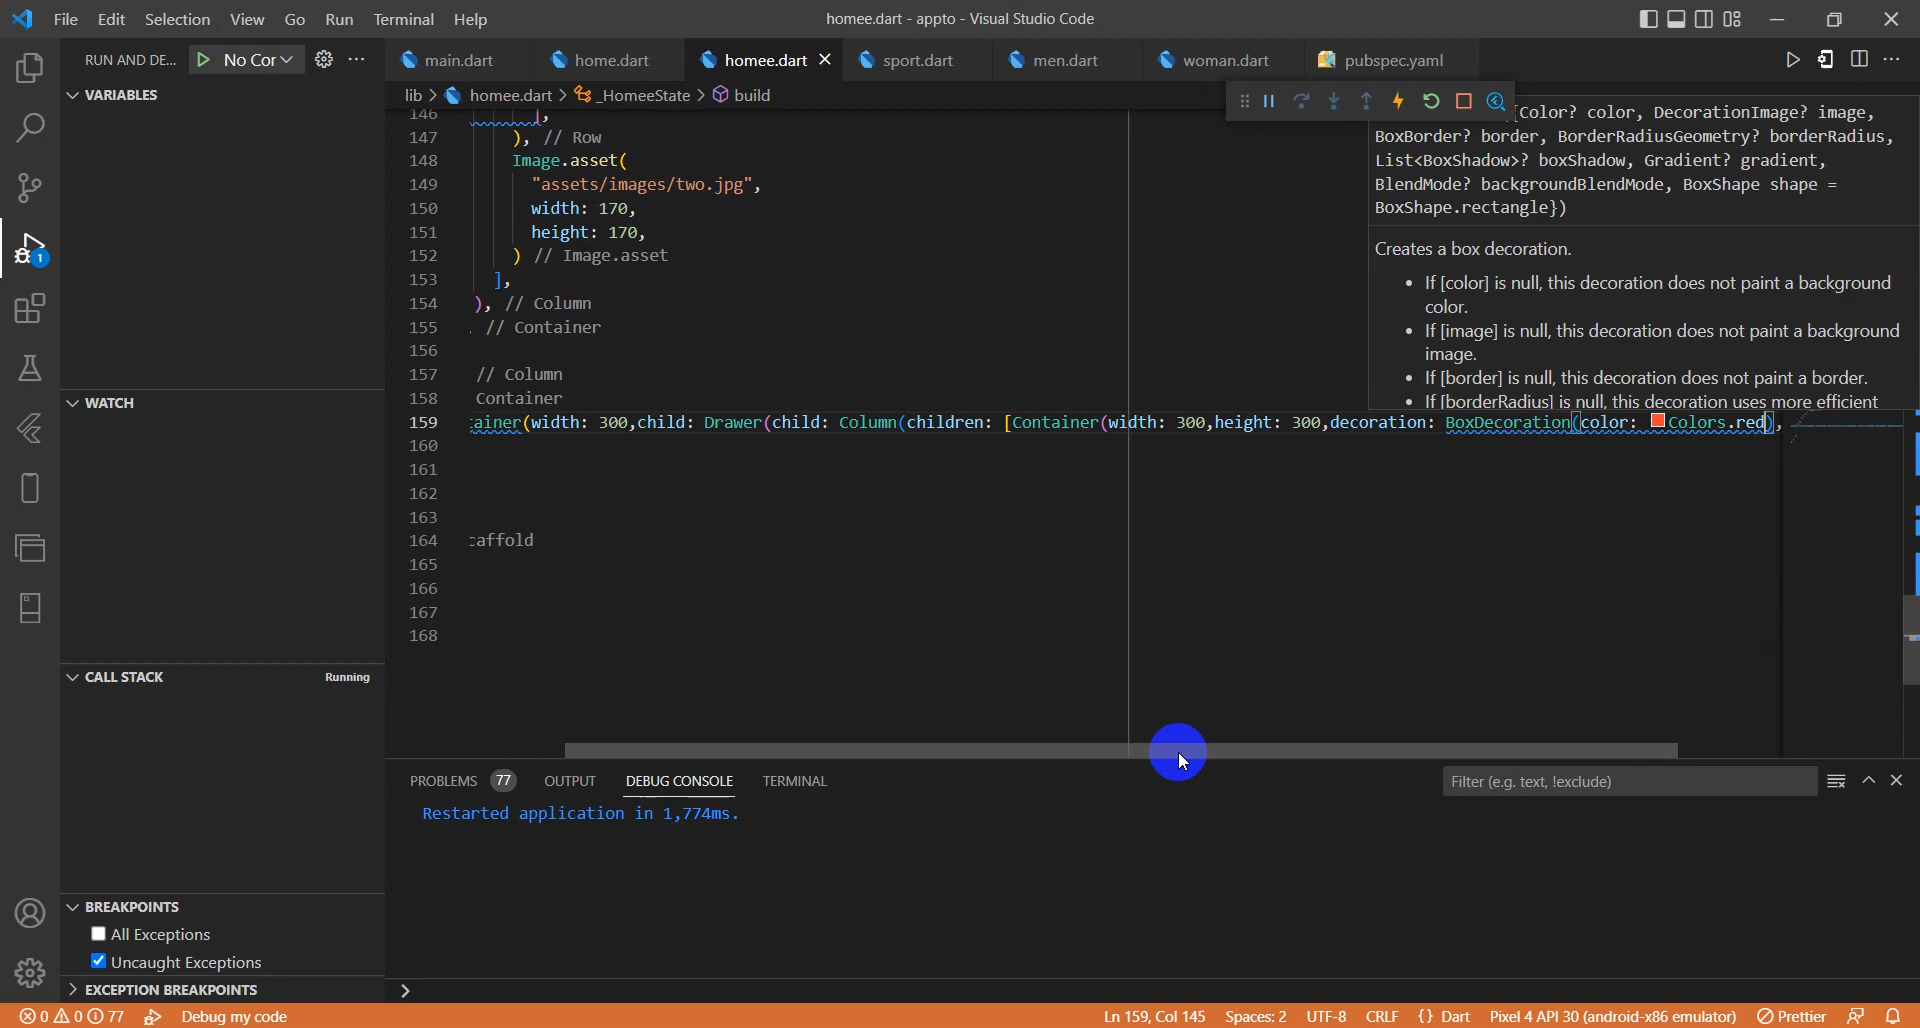 File Edit Selection View Go Run Terminal Help
homee.dart - appto - Visual Studio Code
RUN AND DE... No Cor
main.dart home.dart homee.dart sport.dart men.dart woman.dart pubspec.yaml
VARIABLES
lib > homee.dart > _HomeeState > build
146 ],
147 ), // Row
148 Image.asset(
149 "assets/images/two.jpg",
150 width: 170,
151 height: 170,
152 ) // Image.asset
153 ],
154 ), // Column
155 , // Container
156
157 // Column
158 Container
159 tainer(width: 300,child: Drawer(child: Column(children: [Container(width: 300,height: 300,decoration: BoxDecoration(color: Colors.red),
160
161
162
163
164 caffold
165
166
167
168
[Color? color, DecorationImage? image,
BoxBorder? border, BorderRadiusGeometry? borderRadius,
List<BoxShadow>? boxShadow, Gradient? gradient,
BlendMode? backgroundBlendMode, BoxShape shape =
BoxShape.rectangle})
Creates a box decoration.
• If [color] is null, this decoration does not paint a background
color.
• If [image] is null, this decoration does not paint a background
image.
• If [border] is null, this decoration does not paint a border.
• If [borderRadius] is null, this decoration uses more efficient
WATCH
CALL STACK Running
BREAKPOINTS
All Exceptions
Uncaught Exceptions
EXCEPTION BREAKPOINTS
1
PROBLEMS 77 OUTPUT DEBUG CONSOLE TERMINAL
Filter (e.g. text, !exclude)
Restarted application in 1,774ms.
>
0 0 77 Debug my code
Ln 159, Col 145 Spaces: 2 UTF-8 CRLF {} Dart Pixel 4 API 30 (android-x86 emulator) Prettier